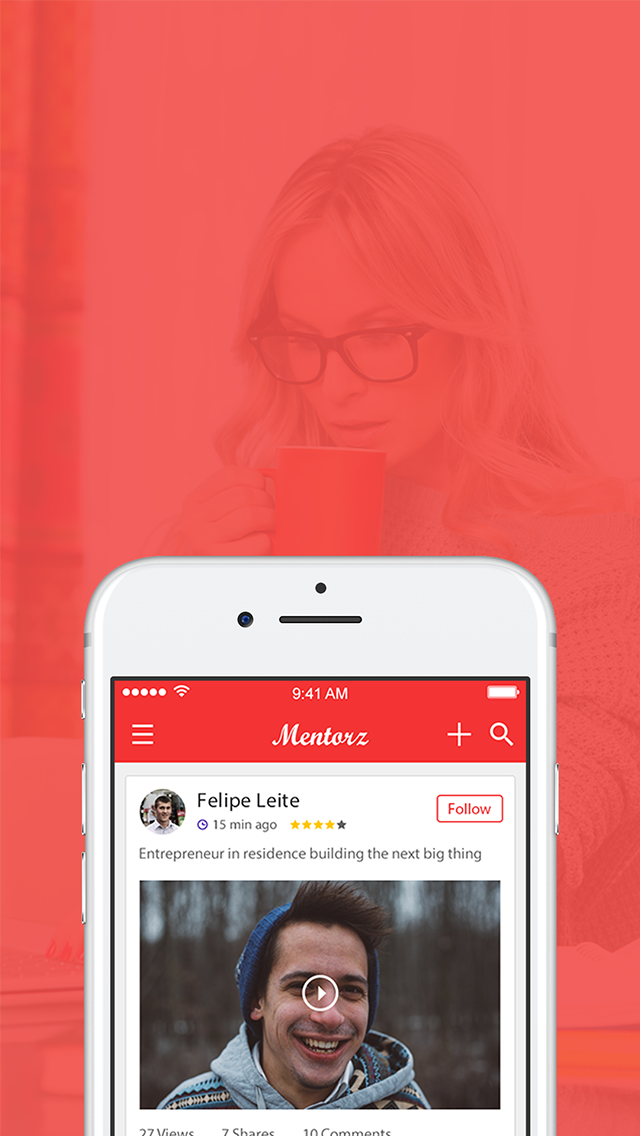 9:41 AM
Mentorz
Felipe Leite
15 min ago
Follow
Entrepreneur in residence building the next big thing
27 Views 7 Shares 10 Comments